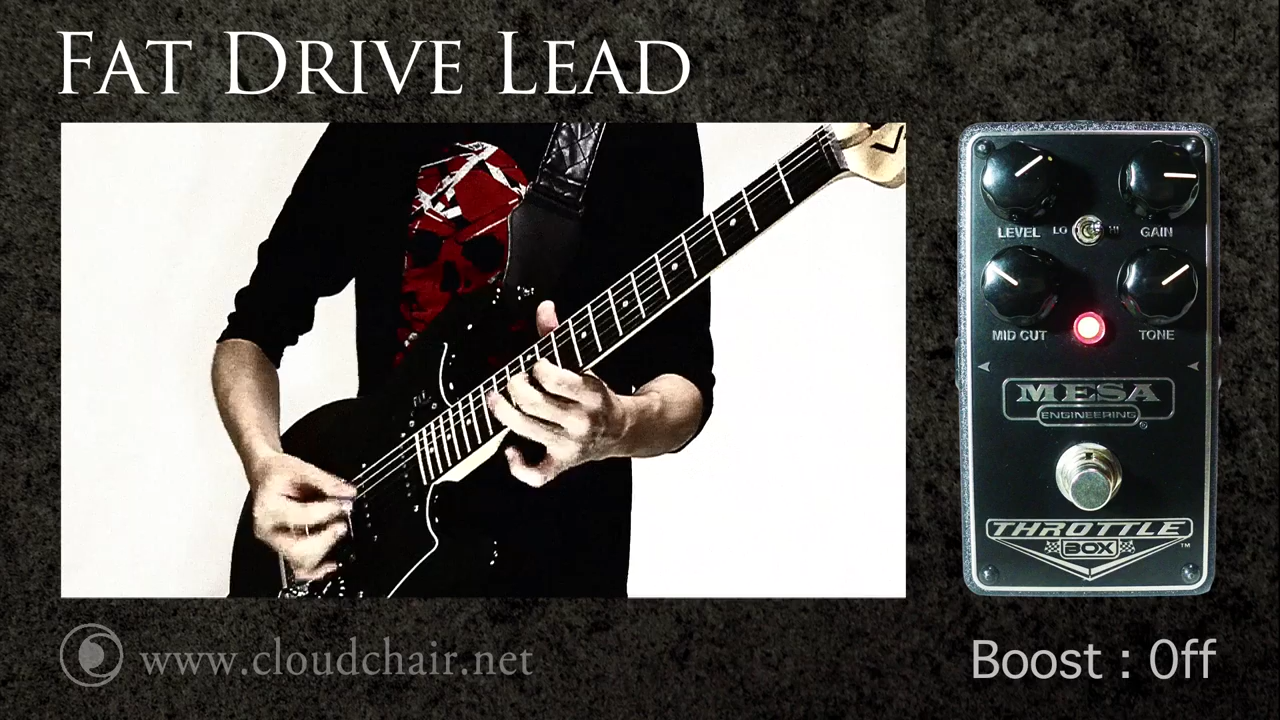 FAT DRIVE LEAD
LEVEL LO HI GAIN
MID CUT TONE
MESA
ENGINEERING
®
THROTTLE
BOX ™
www.cloudchair.net
Boost : Off